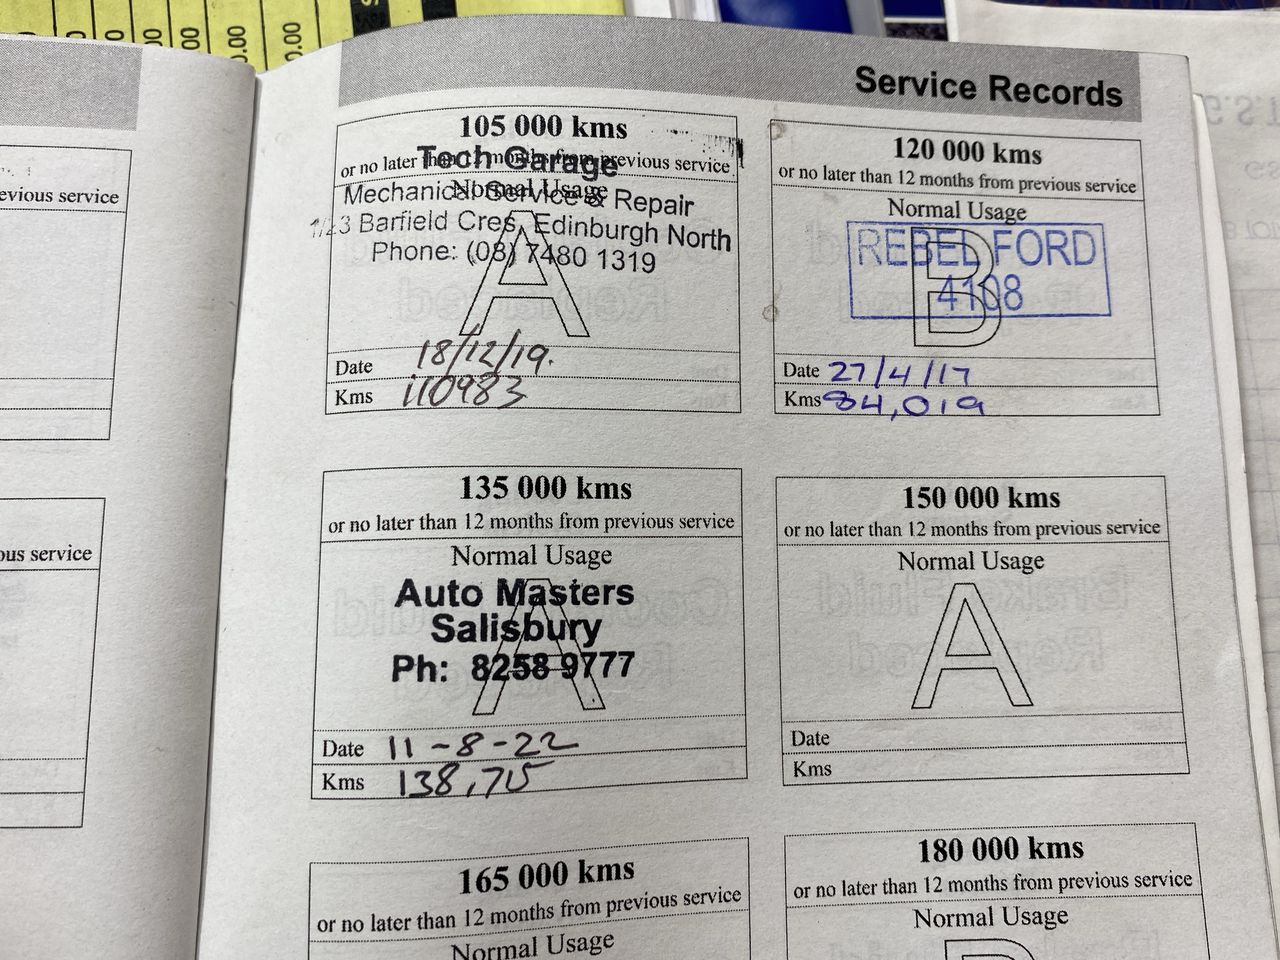 Service Records
105 000 kms
or no later than 12 months from previous service
Normal Usage
Tech Garage
Mechanical Service & Repair
1/23 Barfield Cres, Edinburgh North
Phone: (08) 7480 1319
A
Date 18/12/19.
Kms 110983
120 000 kms
or no later than 12 months from previous service
Normal Usage
REBEL FORD
4108
B
Date 27/4/17
Kms 84,019
135 000 kms
or no later than 12 months from previous service
Normal Usage
Auto Masters
Salisbury
Ph: 8258 9777
A
Date 11-8-22
Kms 138,715
150 000 kms
or no later than 12 months from previous service
Normal Usage
A
Date
Kms
165 000 kms
or no later than 12 months from previous service
Normal Usage
180 000 kms
or no later than 12 months from previous service
Normal Usage
evious service
ous service